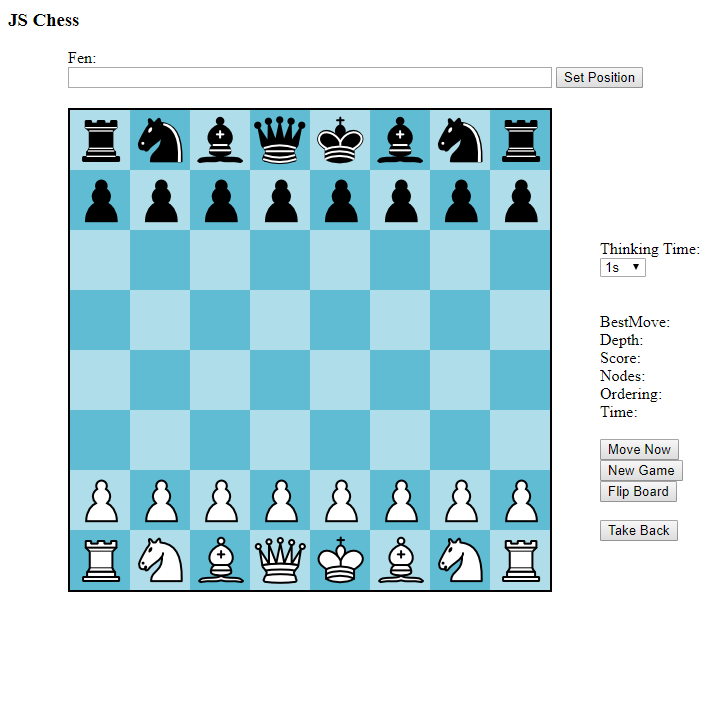 JS Chess
Fen:
Set Position
Thinking Time:
1s
BestMove:
Depth:
Score:
Nodes:
Ordering:
Time:
Move Now
New Game
Flip Board
Take Back